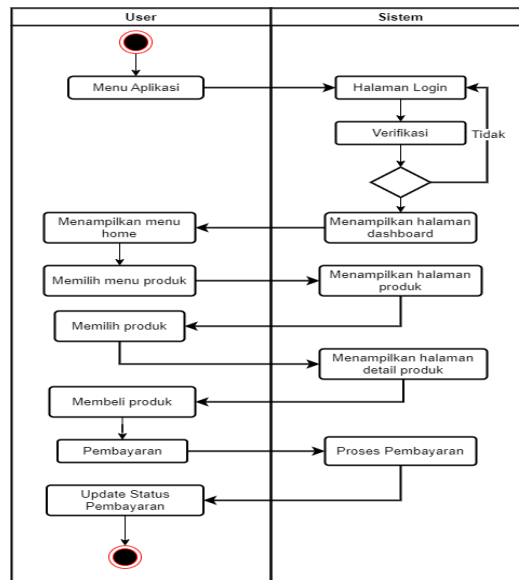 User
Sistem
Menu Aplikasi
Halaman Login
Verifikasi
Tidak
Menampilkan menu
home
Menampilkan halaman
dashboard
Memilih menu produk
Menampilkan halaman
produk
Memilih produk
Menampilkan halaman
detail produk
Membeli produk
Pembayaran
Proses Pembayaran
Update Status
Pembayaran